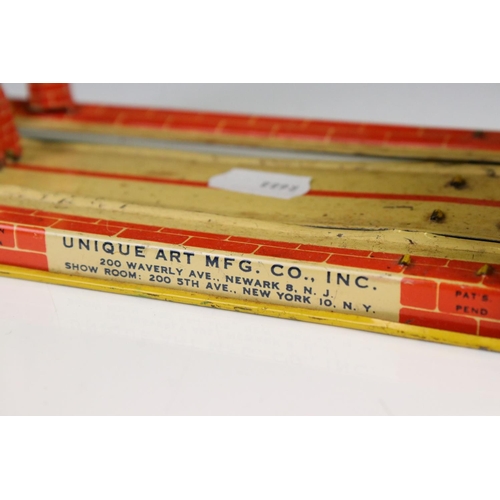 UNIQUE ART MFG. CO., INC.
200 WAVERLY AVE., NEWARK 8, N. J.
SHOW ROOM: 200 5TH AVE., NEW YORK 10, N. Y.
PAT'S
PEND